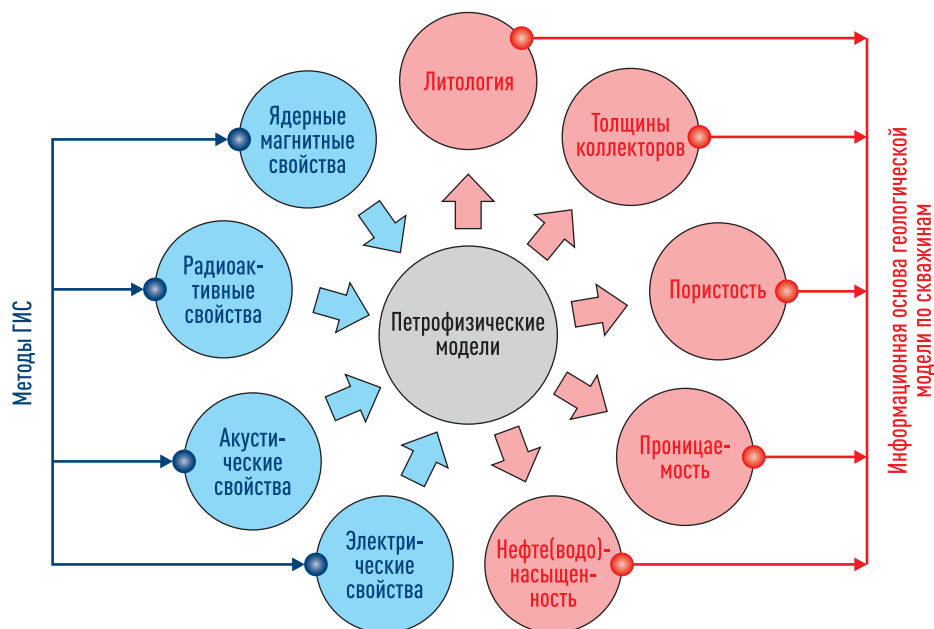 Литология
Ядерные
магнитные
свойства
Толщины
коллекторов
Радиоак-
тивные
свойства
Пористость
Петрофизические
модели
Методы ГИС
Информационная основа геологической
модели по скважинам
Акусти-
ческие
свойства
Проницае-
мость
Электри-
ческие
свойства
Нефте(водо)-
насыщен-
ность